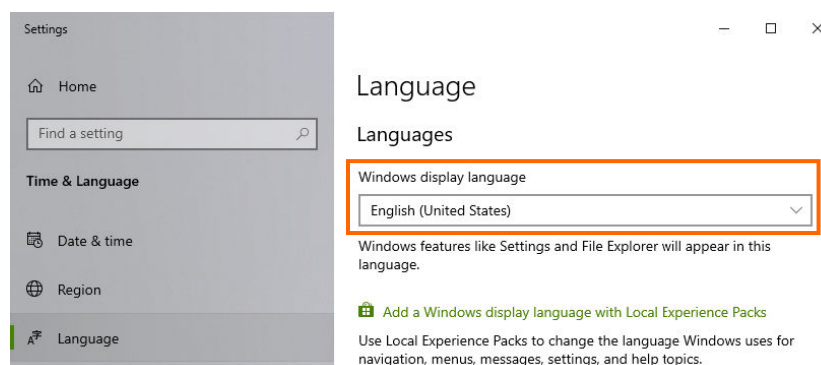 Settings
Home
Find a setting
Time & Language
Date & time
Region
Language
Language
Languages
Windows display language
English (United States)
Windows features like Settings and File Explorer will appear in this
language.
Add a Windows display language with Local Experience Packs
Use Local Experience Packs to change the language Windows uses for
navigation, menus, messages, settings, and help topics.